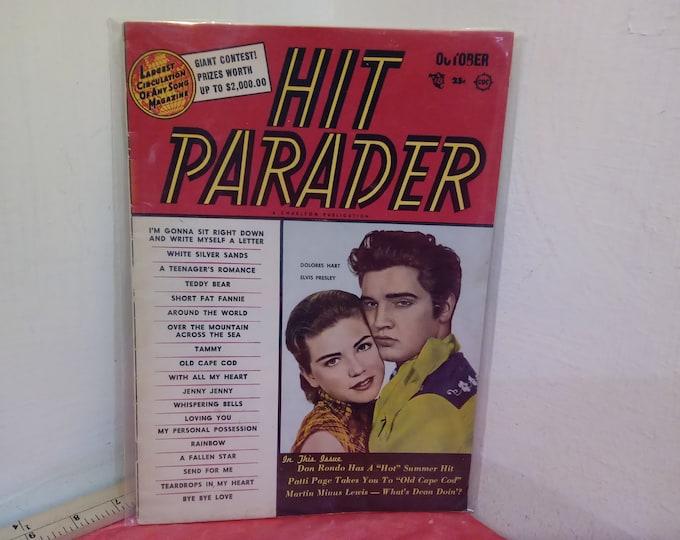 LARGEST
CIRCULATION
OF ANY SONG
MAGAZINE
GIANT CONTEST!
PRIZES WORTH
UP TO $2,000.00
OCTOBER
25¢
CDC
HIT
PARADER
A CHARLTON PUBLICATION
I'M GONNA SIT RIGHT DOWN
AND WRITE MYSELF A LETTER
WHITE SILVER SANDS
A TEENAGER'S ROMANCE
TEDDY BEAR
SHORT FAT FANNIE
AROUND THE WORLD
OVER THE MOUNTAIN
ACROSS THE SEA
TAMMY
OLD CAPE COD
WITH ALL MY HEART
JENNY JENNY
WHISPERING BELLS
LOVING YOU
MY PERSONAL POSSESSION
RAINBOW
A FALLEN STAR
SEND FOR ME
TEARDROPS IN MY HEART
BYE BYE LOVE
DOLORES HART
ELVIS PRESLEY
In This Issue
Don Rondo Has A "Hot" Summer Hit
Patti Page Takes You To "Old Cape Cod"
Martin Minus Lewis — What's Dean Doin'?